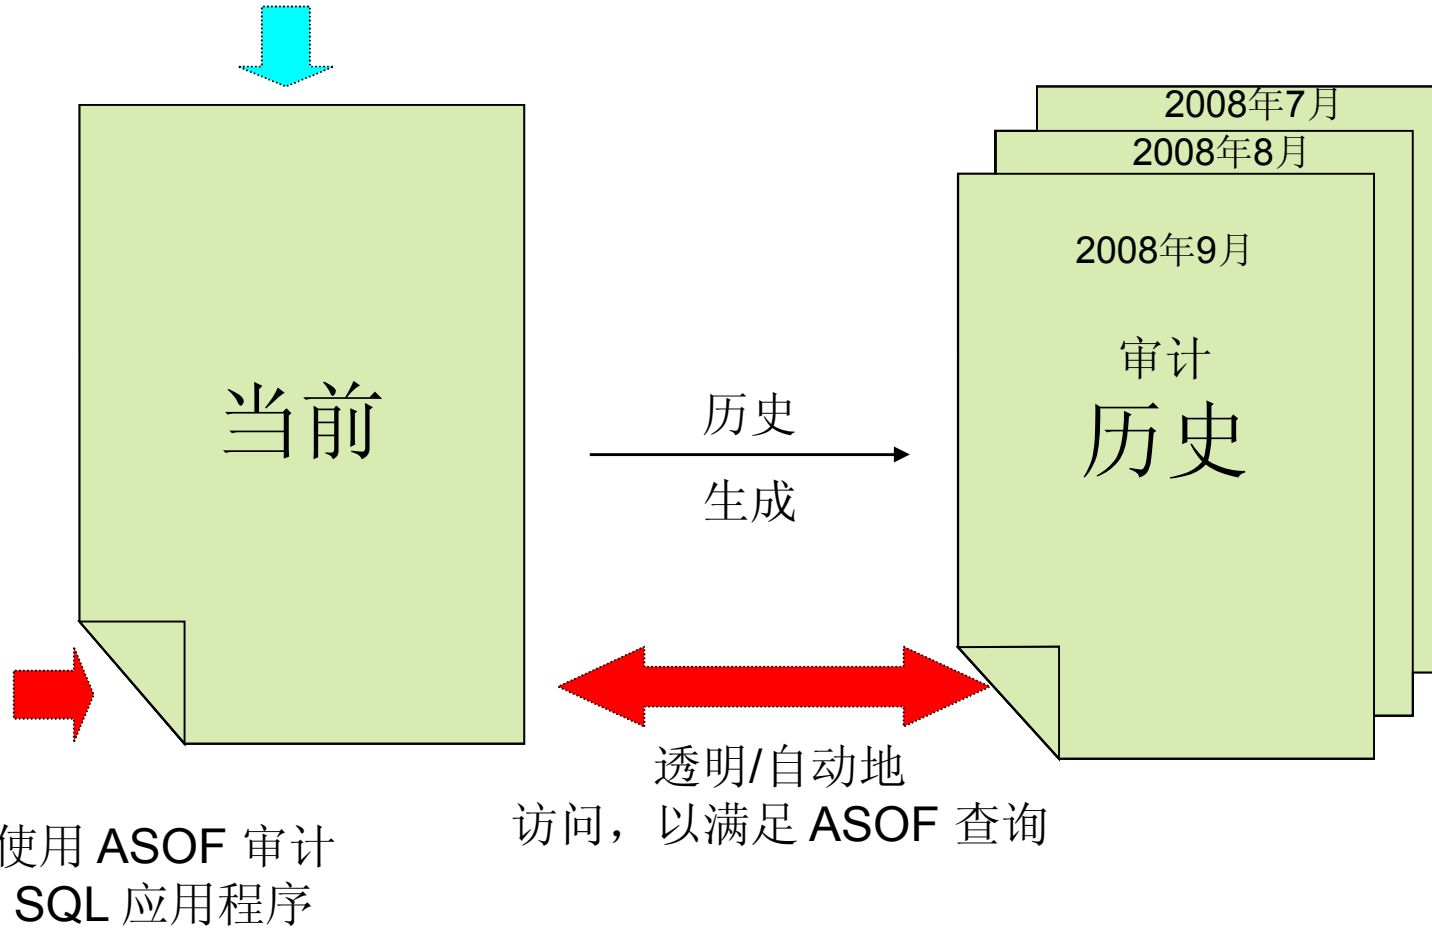 2008年7月
2008年8月
2008年9月
审计
历史
当前
历史
生成
透明/自动地
访问，以满足 ASOF 查询
使用 ASOF 审计
SQL 应用程序